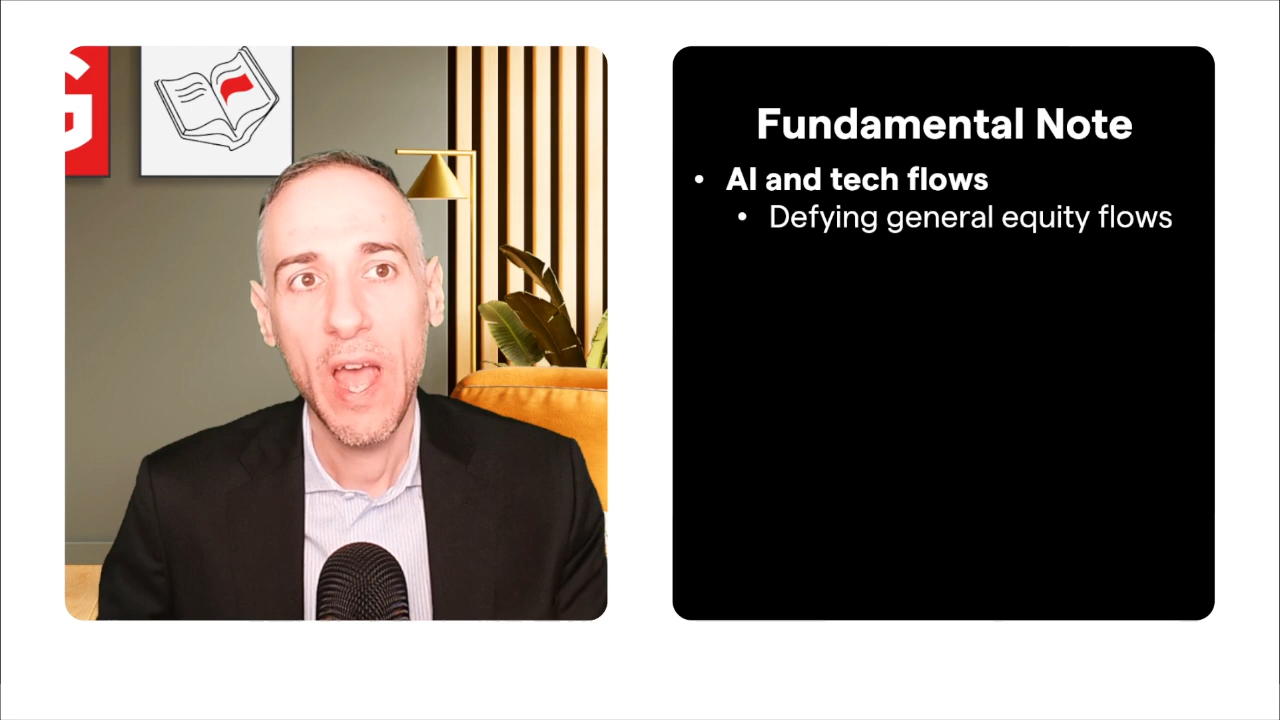 G
Fundamental Note
• AI and tech flows
• Defying general equity flows